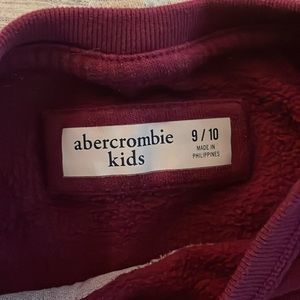 abercrombie
kids
9 / 10
MADE IN
PHILIPPINES